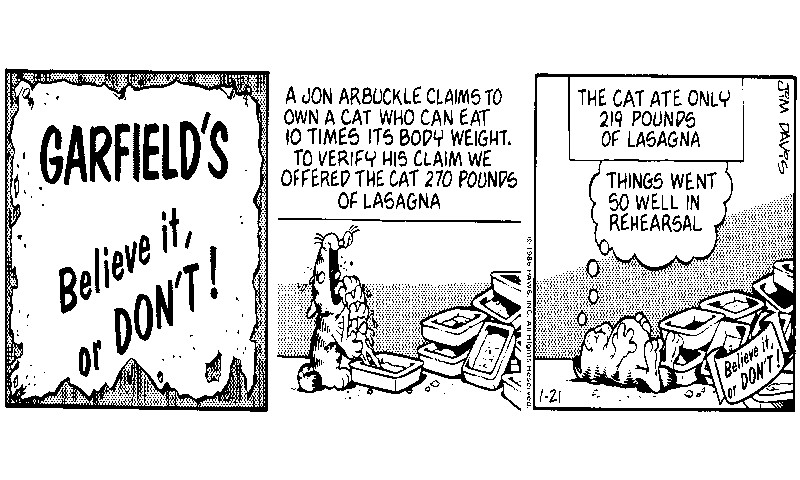 GARFIELD'S
Believe it,
or DON'T!
A JON ARBUCKLE CLAIMS TO
OWN A CAT WHO CAN EAT
10 TIMES ITS BODY WEIGHT.
TO VERIFY HIS CLAIM WE
OFFERED THE CAT 270 POUNDS
OF LASAGNA
THE CAT ATE ONLY
219 POUNDS
OF LASAGNA
JIM DAVIS
THINGS WENT
SO WELL IN
REHEARSAL
Believe it,
or DON'T!
1-21